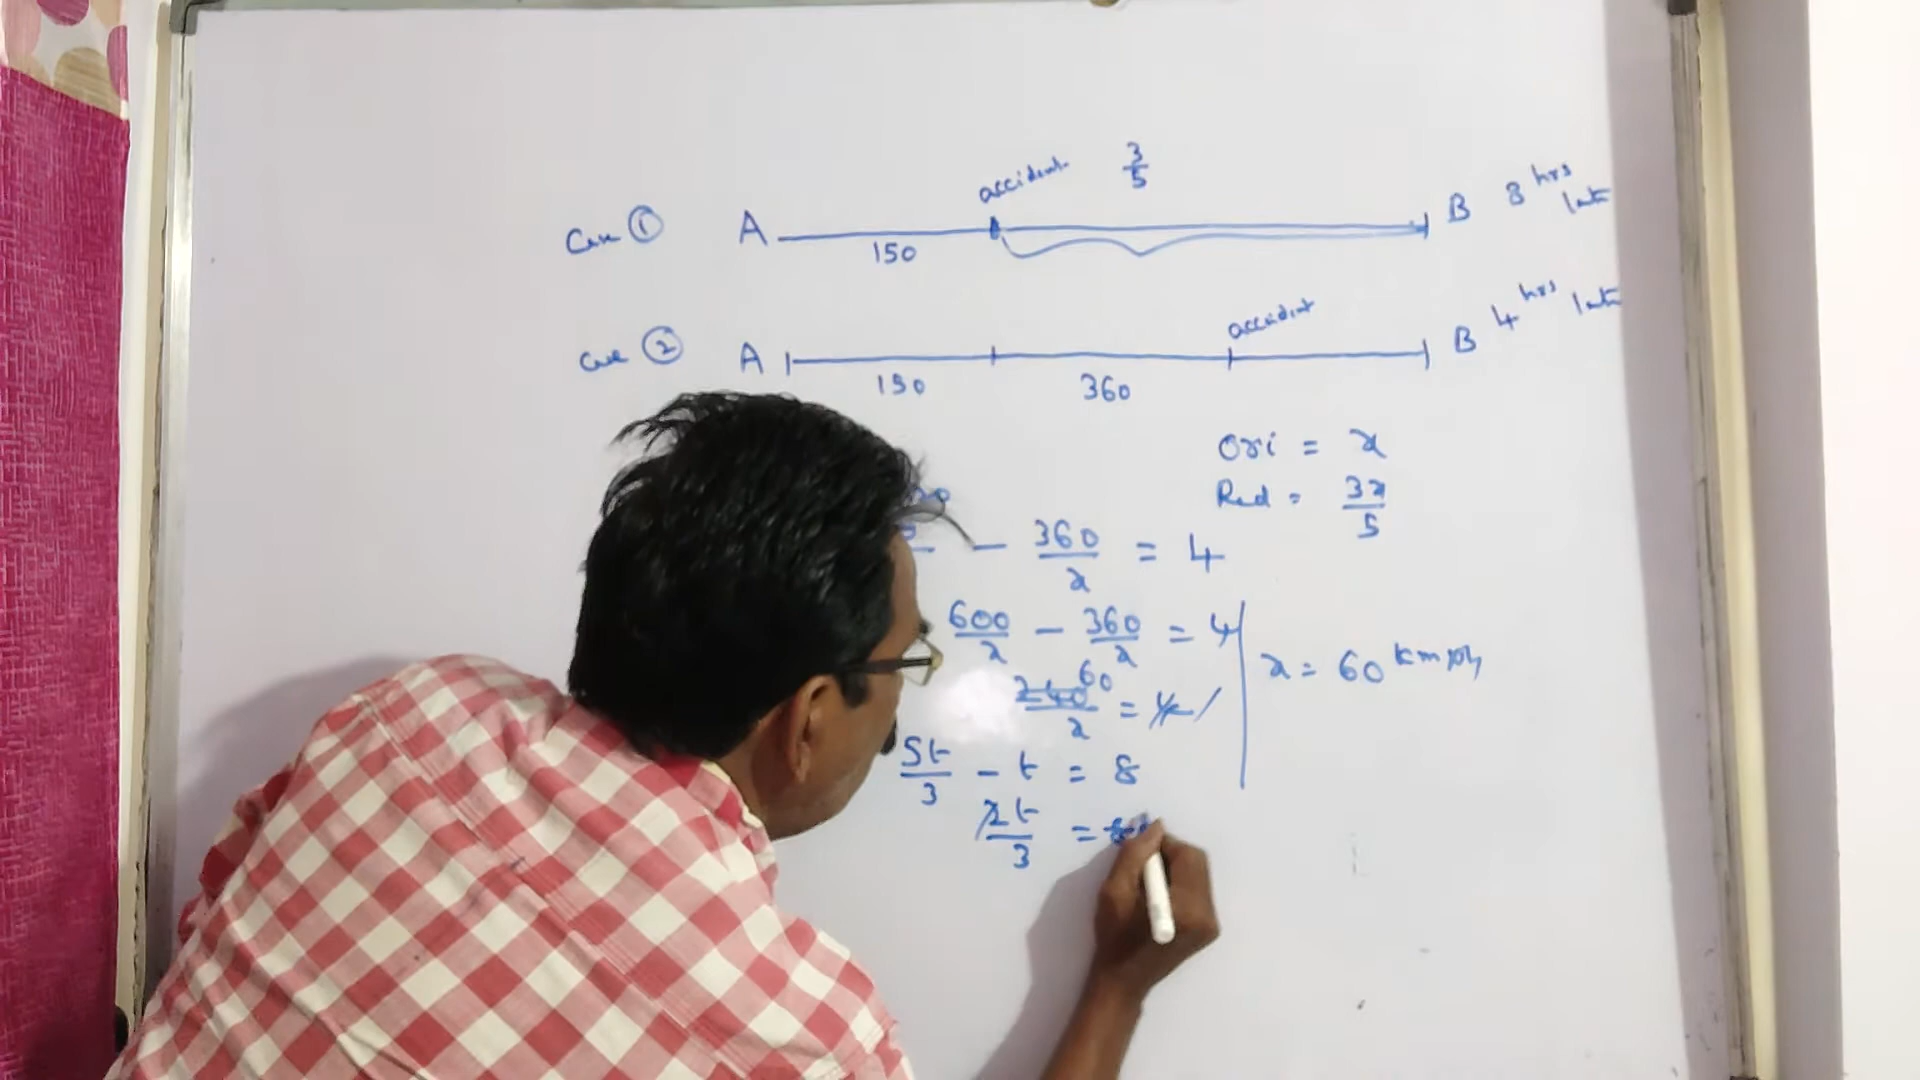 accident 3/5
Case ① A B 8 hrs late
150
accident
Case ② A B 4 hrs late
150 360
Ori = x
Red = 3x/5
- 360/x = 4
600/x - 360/x = 4
x = 60 kmph
240/x = 4
60
5t/3 - t = 8
2t/3 =